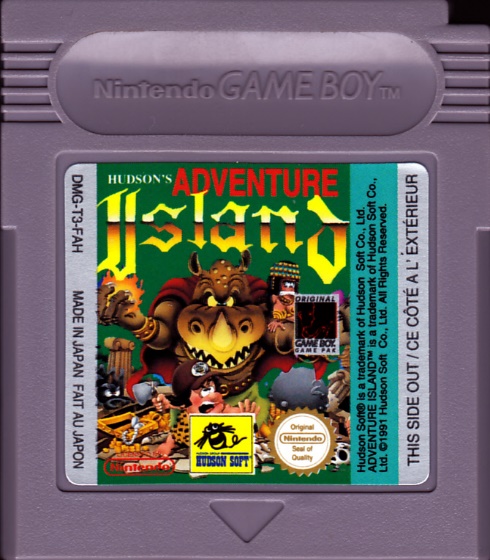 Nintendo GAME BOY TM
HUDSON'S ADVENTURE
Island
DMG-T3-FAH
MADE IN JAPAN FAIT AU JAPON
ORIGINAL
Nintendo
GAME BOY
GAME PAK
Nintendo
HUDSON GROUP
HUDSON SOFT
Original
Nintendo
Seal of
Quality
Hudson Soft® is a trademark of Hudson Soft Co., Ltd.
ADVENTURE ISLAND™ is a trademark of Hudson Soft Co.,
Ltd. ©1991 Hudson Soft Co., Ltd. All Rights Reserved.
THIS SIDE OUT / CE CÔTÉ A L' EXTÉRIEUR